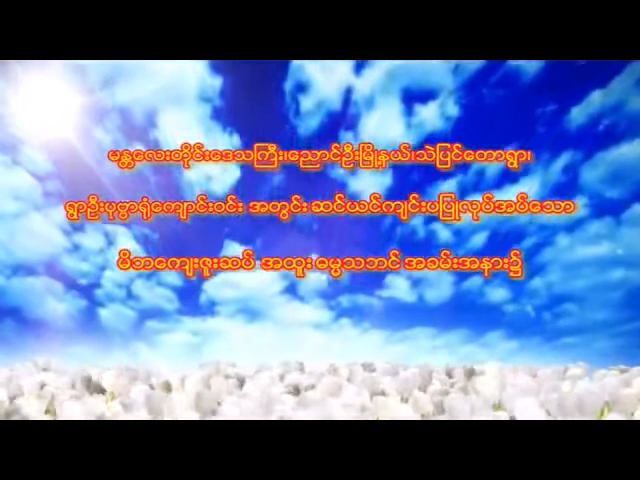 မန္တလေးတိုင်းဒေသကြီး၊ညောင်ဦးမြို့နယ်၊သဲပြင်တောရွာ၊
ရွာဦးပုဗ္ဗာရုံကျောင်းဝင်း အတွင်း ဆင်ယင်ကျင်းပပြုလုပ်အပ်သော
မိဘကျေးဇူးဆပ် အထူး ဓမ္မသဘင် အခမ်းအနား၌